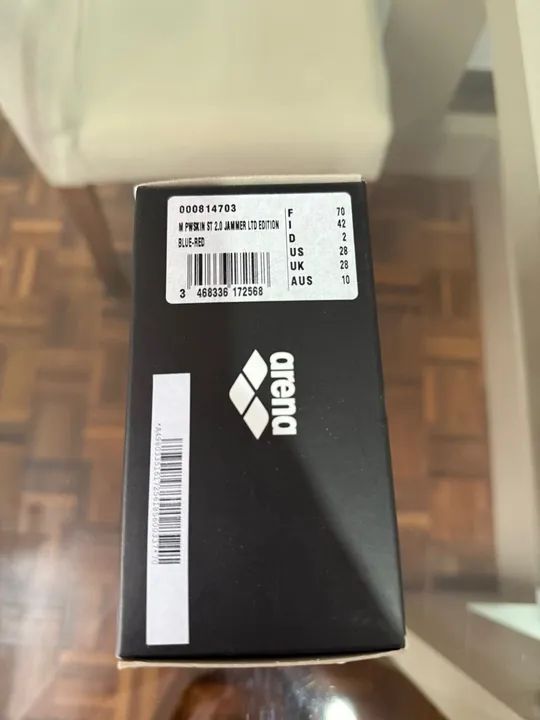 000814703
M PWSKIN ST 2.0 JAMMER LTD EDITION
BLUE-RED
3 468336 172568
F 70
I 42
D 2
US 28
UK 28
AUS 10
arena